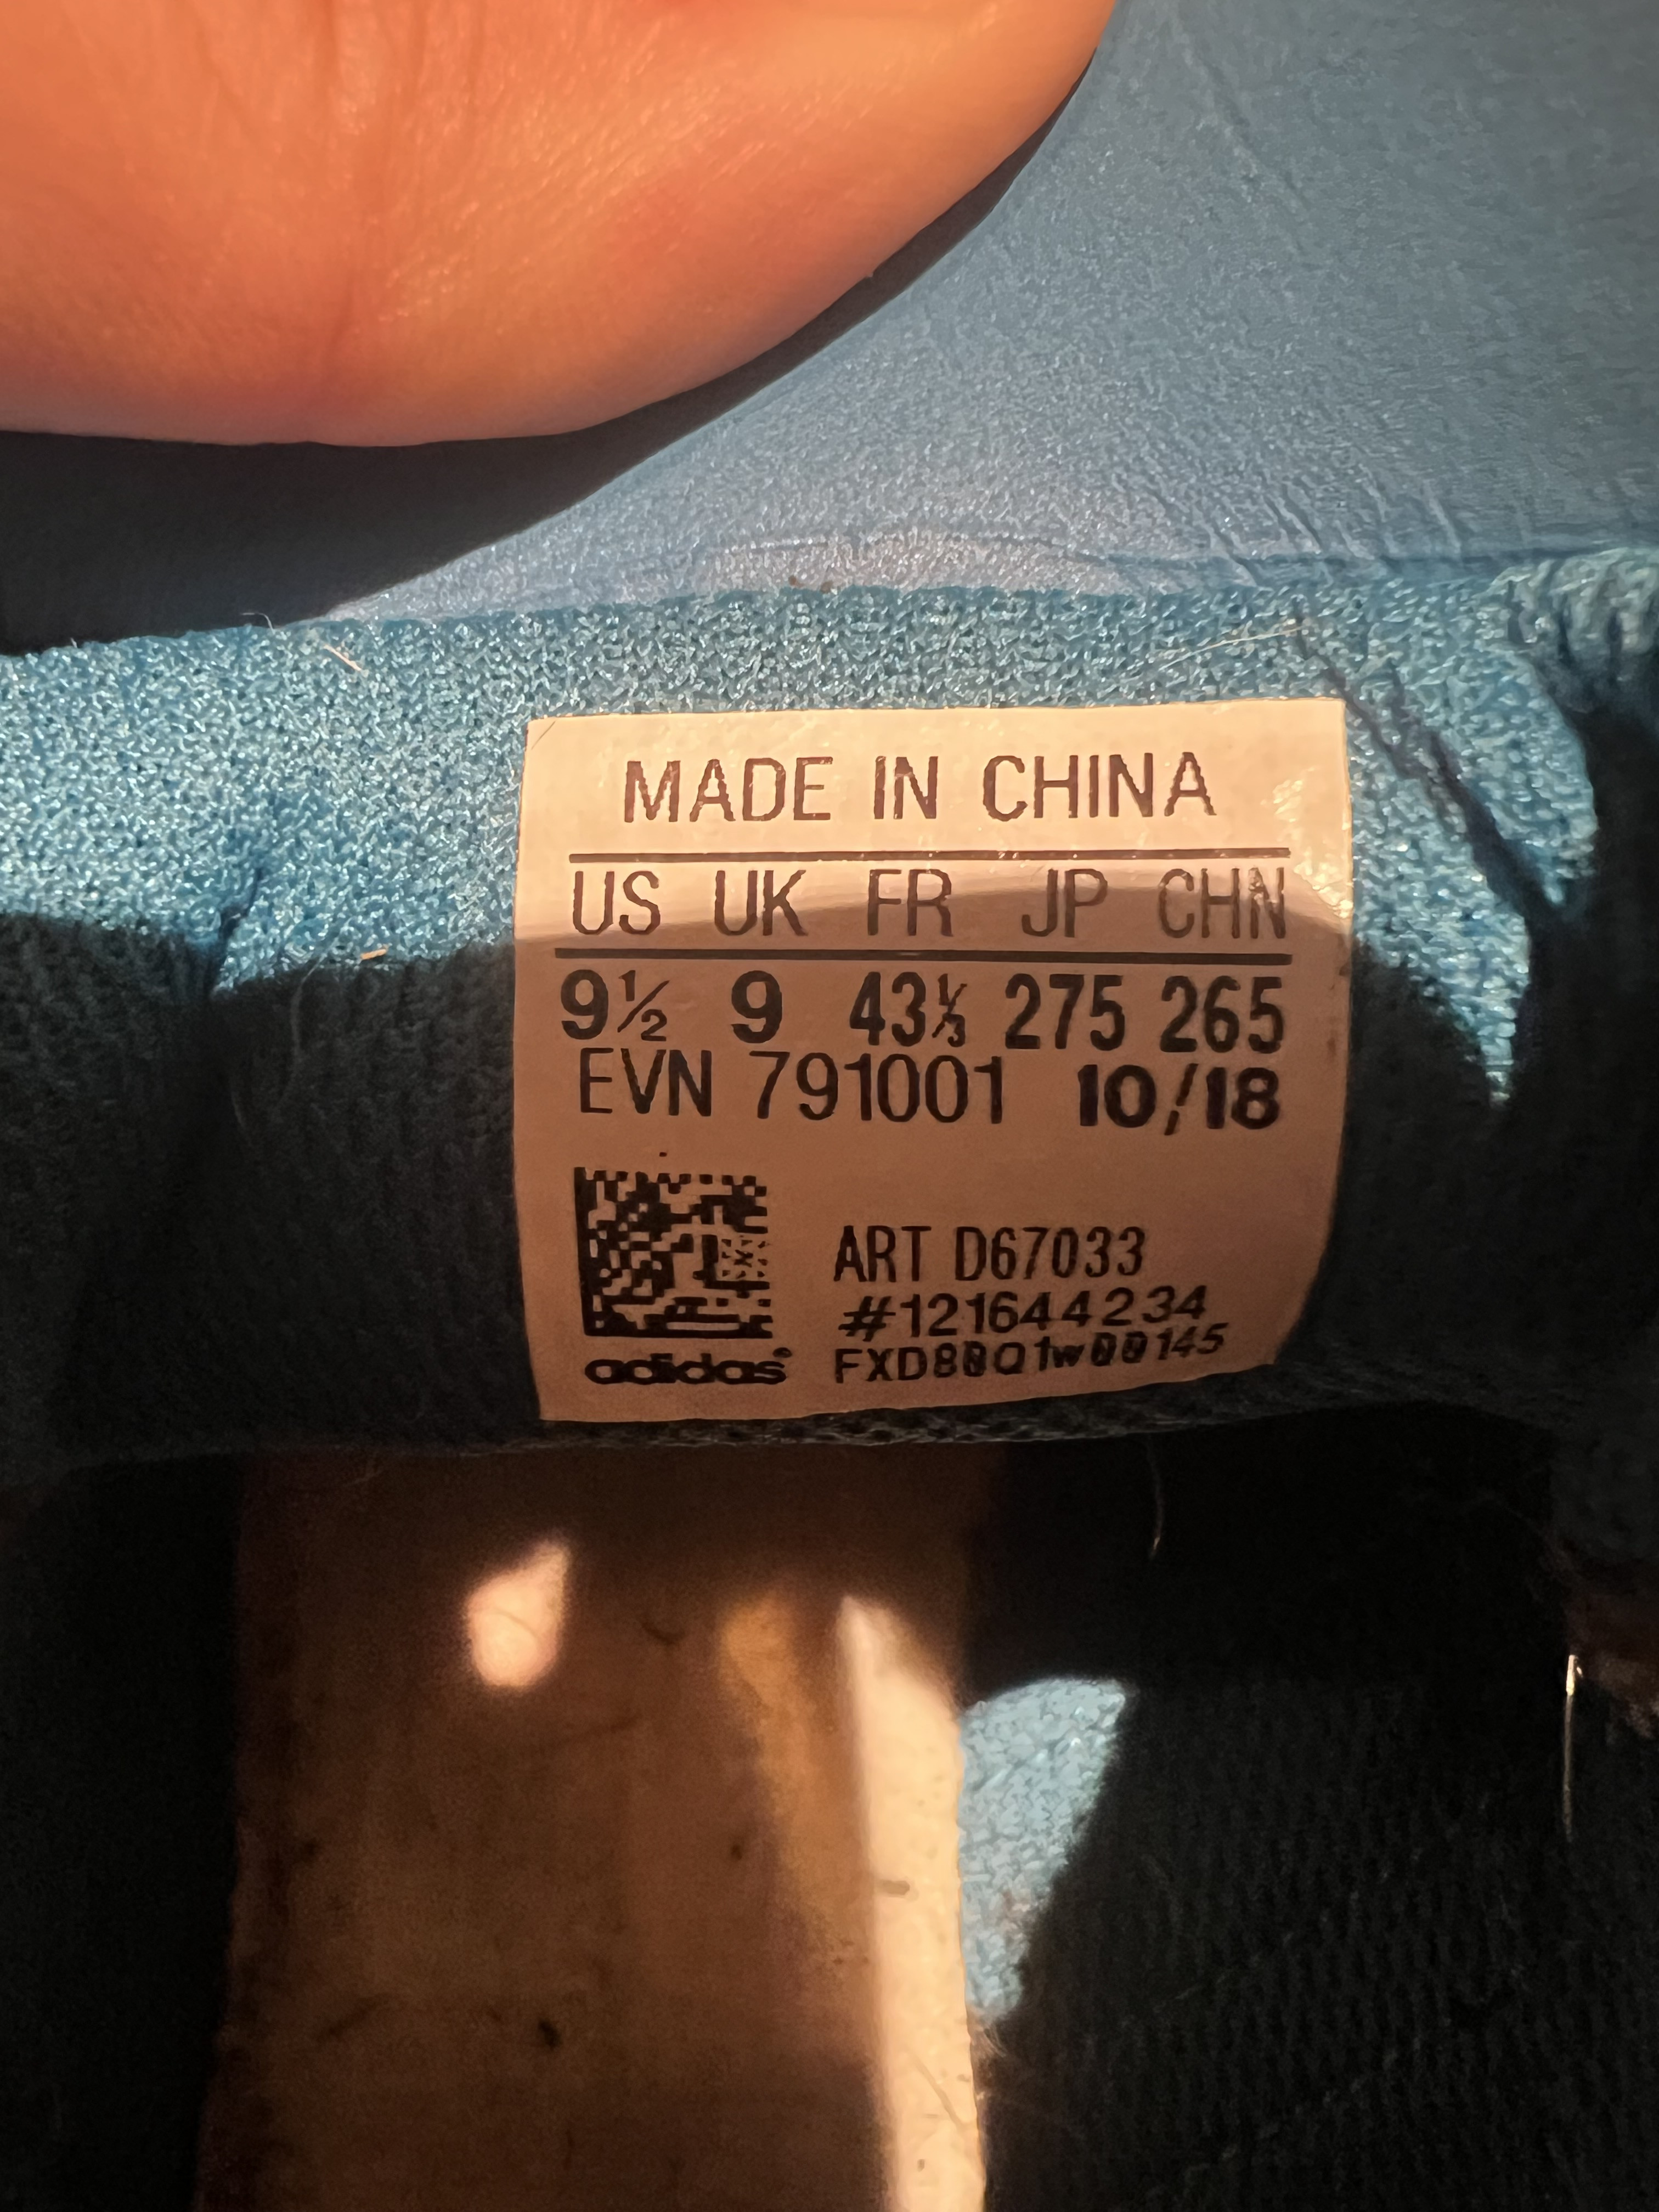 MADE IN CHINA
US UK FR JP CHN
9½ 9 43⅓ 275 265
EVN 791001 10/18
ART D67033
#121644234
adidas® FXD80Q1w00145